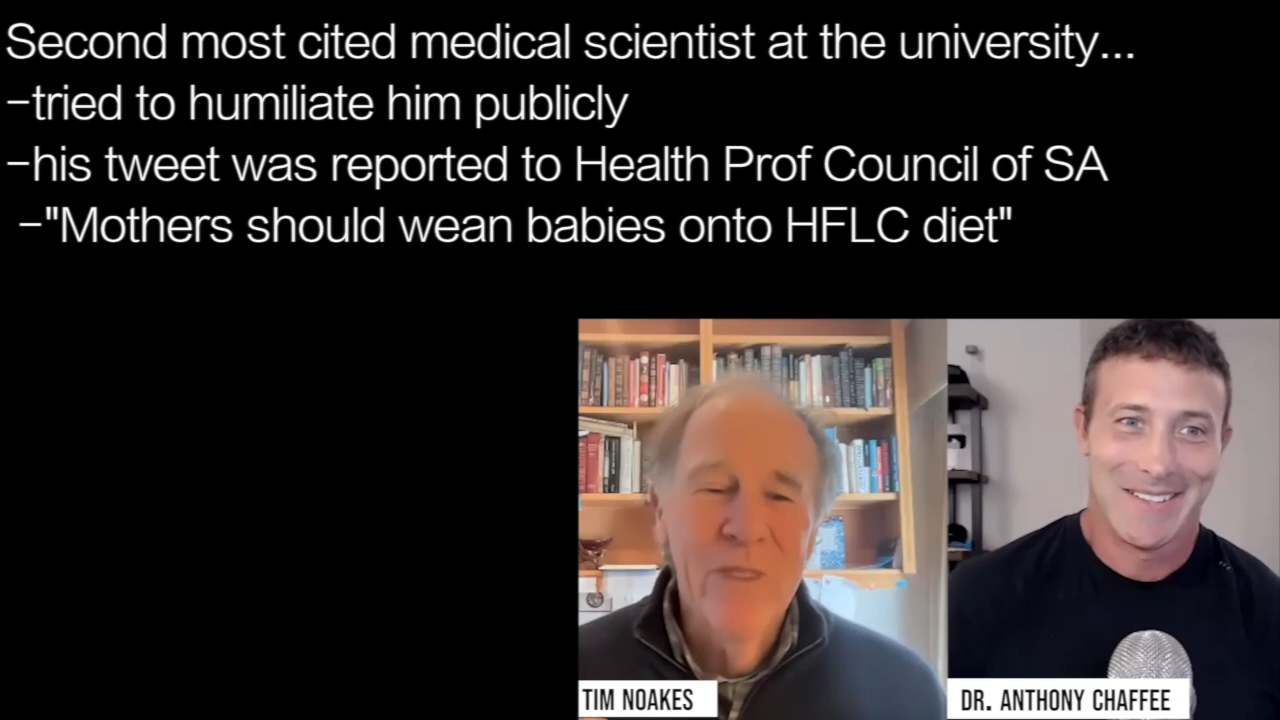 Second most cited medical scientist at the university...
-tried to humiliate him publicly
-his tweet was reported to Health Prof Council of SA
-"Mothers should wean babies onto HFLC diet"
TIM NOAKES
DR. ANTHONY CHAFFEE